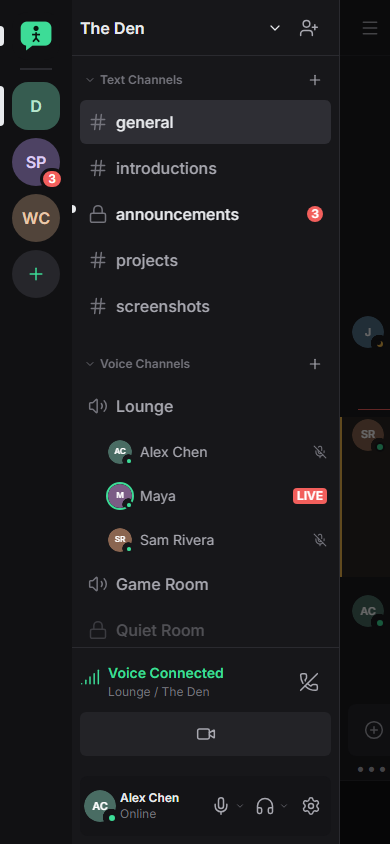 The Den
Text Channels
D
general
SP
3
introductions
WC
announcements
3
projects
screenshots
J
Voice Channels
Lounge
SR
AC
Alex Chen
M
Maya
LIVE
SR
Sam Rivera
Game Room
AC
Quiet Room
Voice Connected
Lounge / The Den
AC
Alex Chen
Online